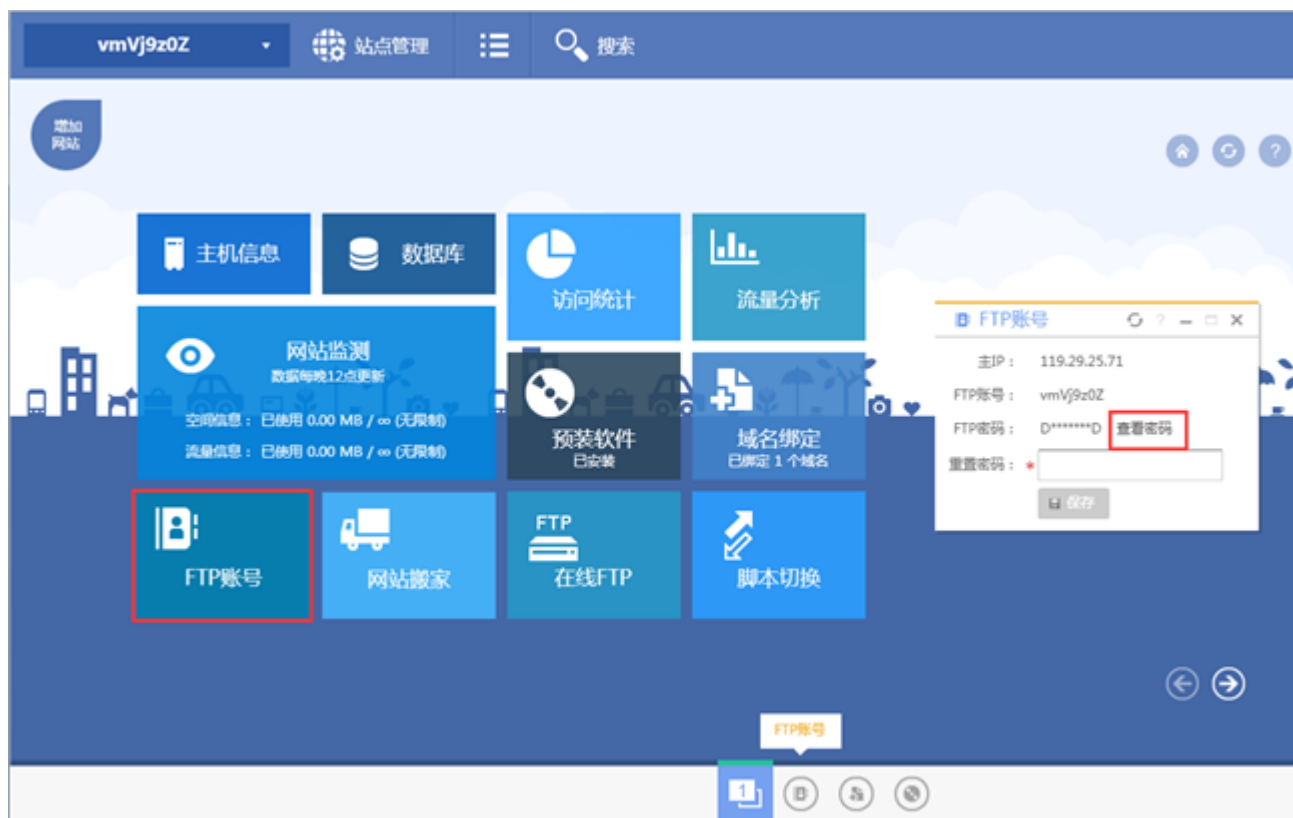 vmVj9z0Z
站点管理
搜索
增加
网站
?
主机信息
数据库
访问统计
流量分析
网站监测
数据每晚12点更新
空间信息： 已使用 0.00 MB / ∞ (无限制)
流量信息： 已使用 0.00 MB / ∞ (无限制)
预装软件
已安装
域名绑定
已绑定 1 个域名
FTP账号
网站搬家
FTP
在线FTP
脚本切换
FTP账号
?
主IP： 119.29.25.71
FTP账号： vmVj9z0Z
FTP密码： D*******D 查看密码
重置密码： *
保存
FTP账号
1